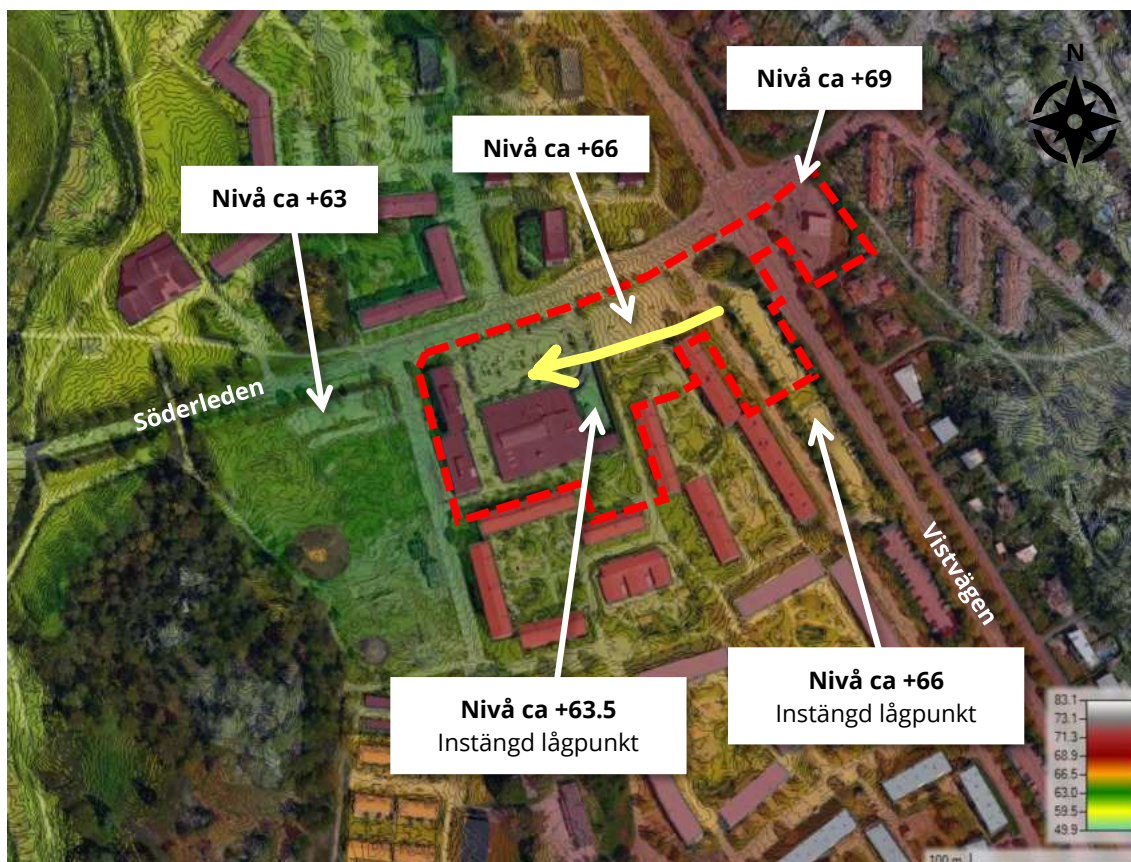 N
Nivå ca +69
Nivå ca +66
Nivå ca +63
Söderleden
Vistvägen
Nivå ca +63.5
Instängd lågpunkt
Nivå ca +66
Instängd lågpunkt
83.1
73.1
71.3
68.9
66.5
63.0
59.5
49.9
100 m